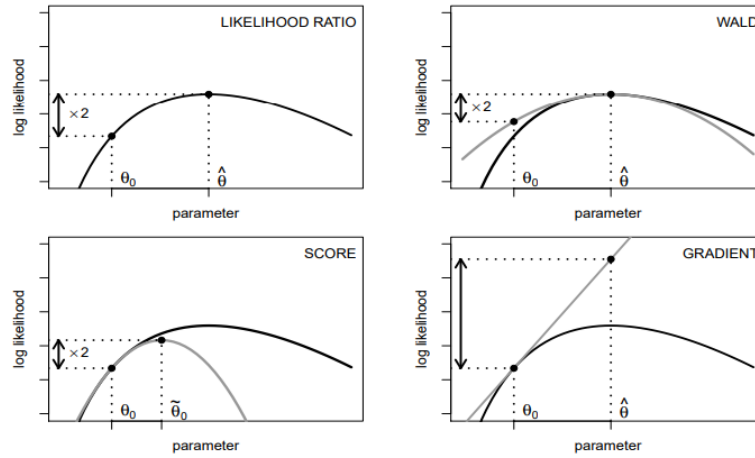 LIKELIHOOD RATIO
log likelihood
×2
θ₀
θ̂
parameter
WALD
log likelihood
×2
θ₀
θ̂
parameter
SCORE
log likelihood
×2
θ₀
θ̃₀
parameter
GRADIENT
log likelihood
θ₀
θ̂
parameter